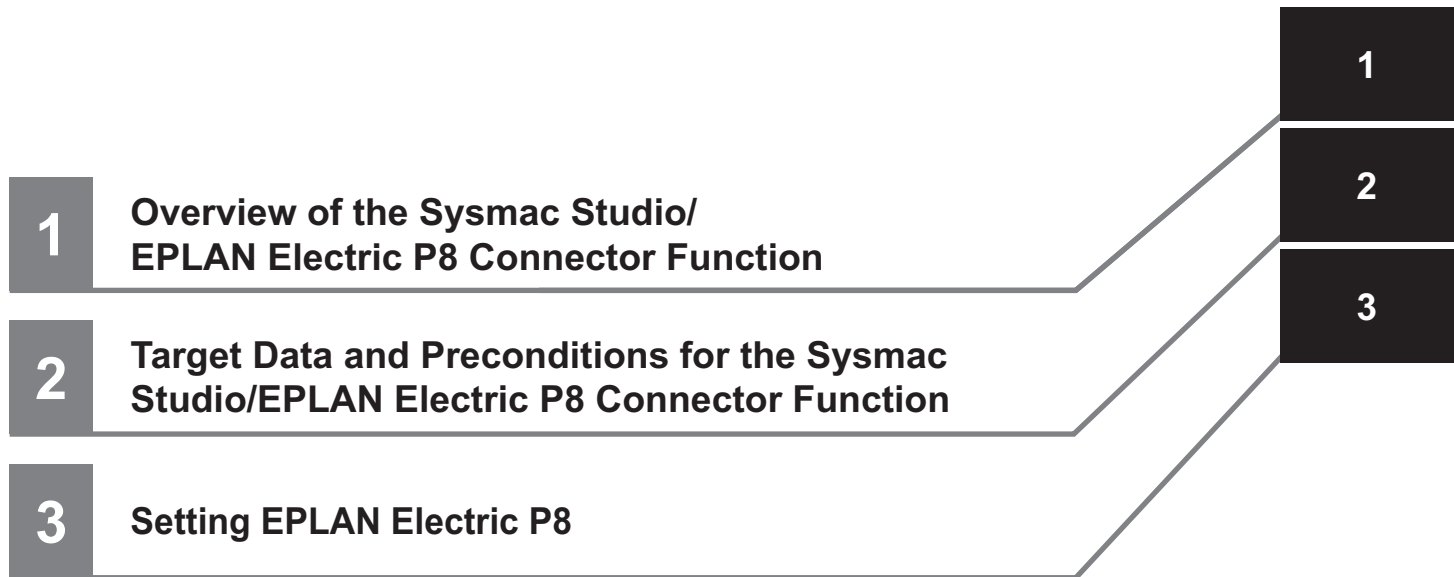 1
2
3
1
Overview of the Sysmac Studio/
EPLAN Electric P8 Connector Function
2
Target Data and Preconditions for the Sysmac
Studio/EPLAN Electric P8 Connector Function
3
Setting EPLAN Electric P8